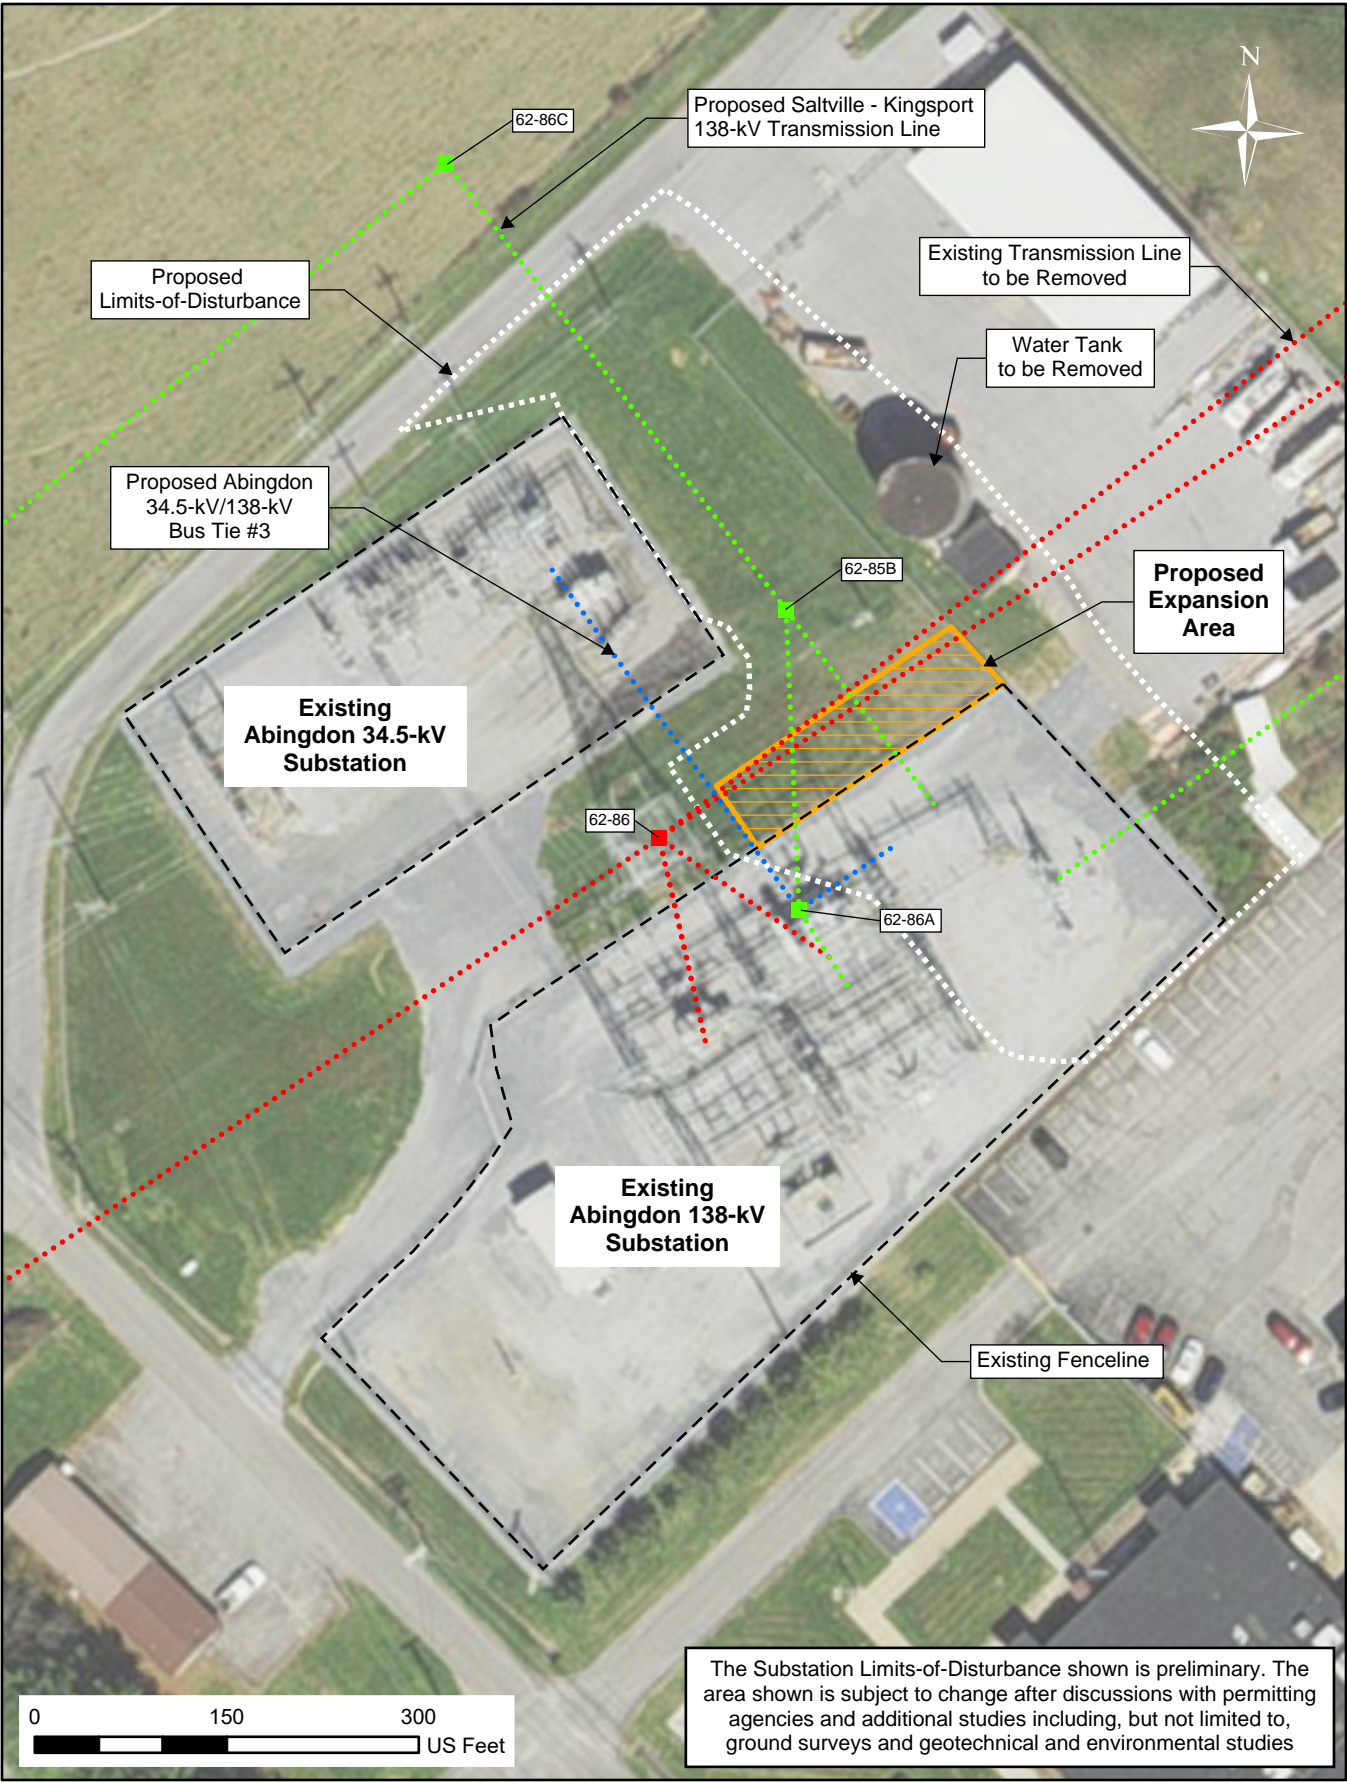 N
62-86C
Proposed Saltville - Kingsport
138-kV Transmission Line
Existing Transmission Line
to be Removed
Proposed
Limits-of-Disturbance
Water Tank
to be Removed
Proposed Abingdon
34.5-kV/138-kV
Bus Tie #3
62-85B
Proposed
Expansion
Area
Existing
Abingdon 34.5-kV
Substation
62-86
62-86A
Existing
Abingdon 138-kV
Substation
Existing Fenceline
The Substation Limits-of-Disturbance shown is preliminary. The
area shown is subject to change after discussions with permitting
agencies and additional studies including, but not limited to,
ground surveys and geotechnical and environmental studies
0 150 300
US Feet